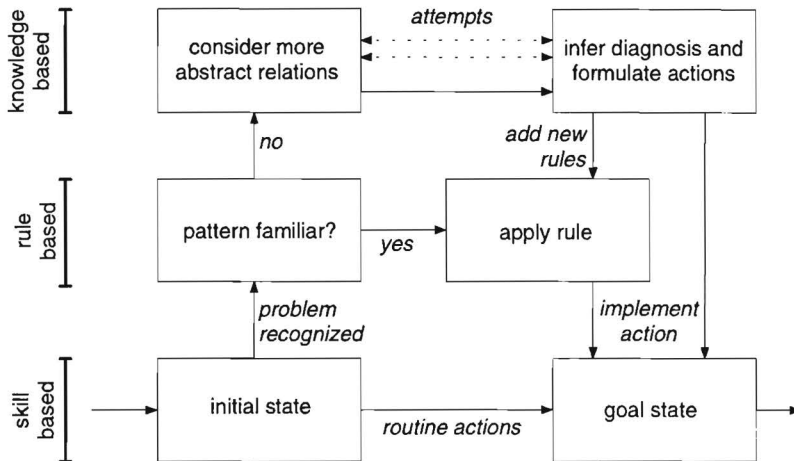 knowledge
based
consider more
abstract relations
attempts
infer diagnosis and
formulate actions
no
add new
rules
rule
based
pattern familiar?
yes
apply rule
problem
recognized
implement
action
skill
based
initial state
routine actions
goal state